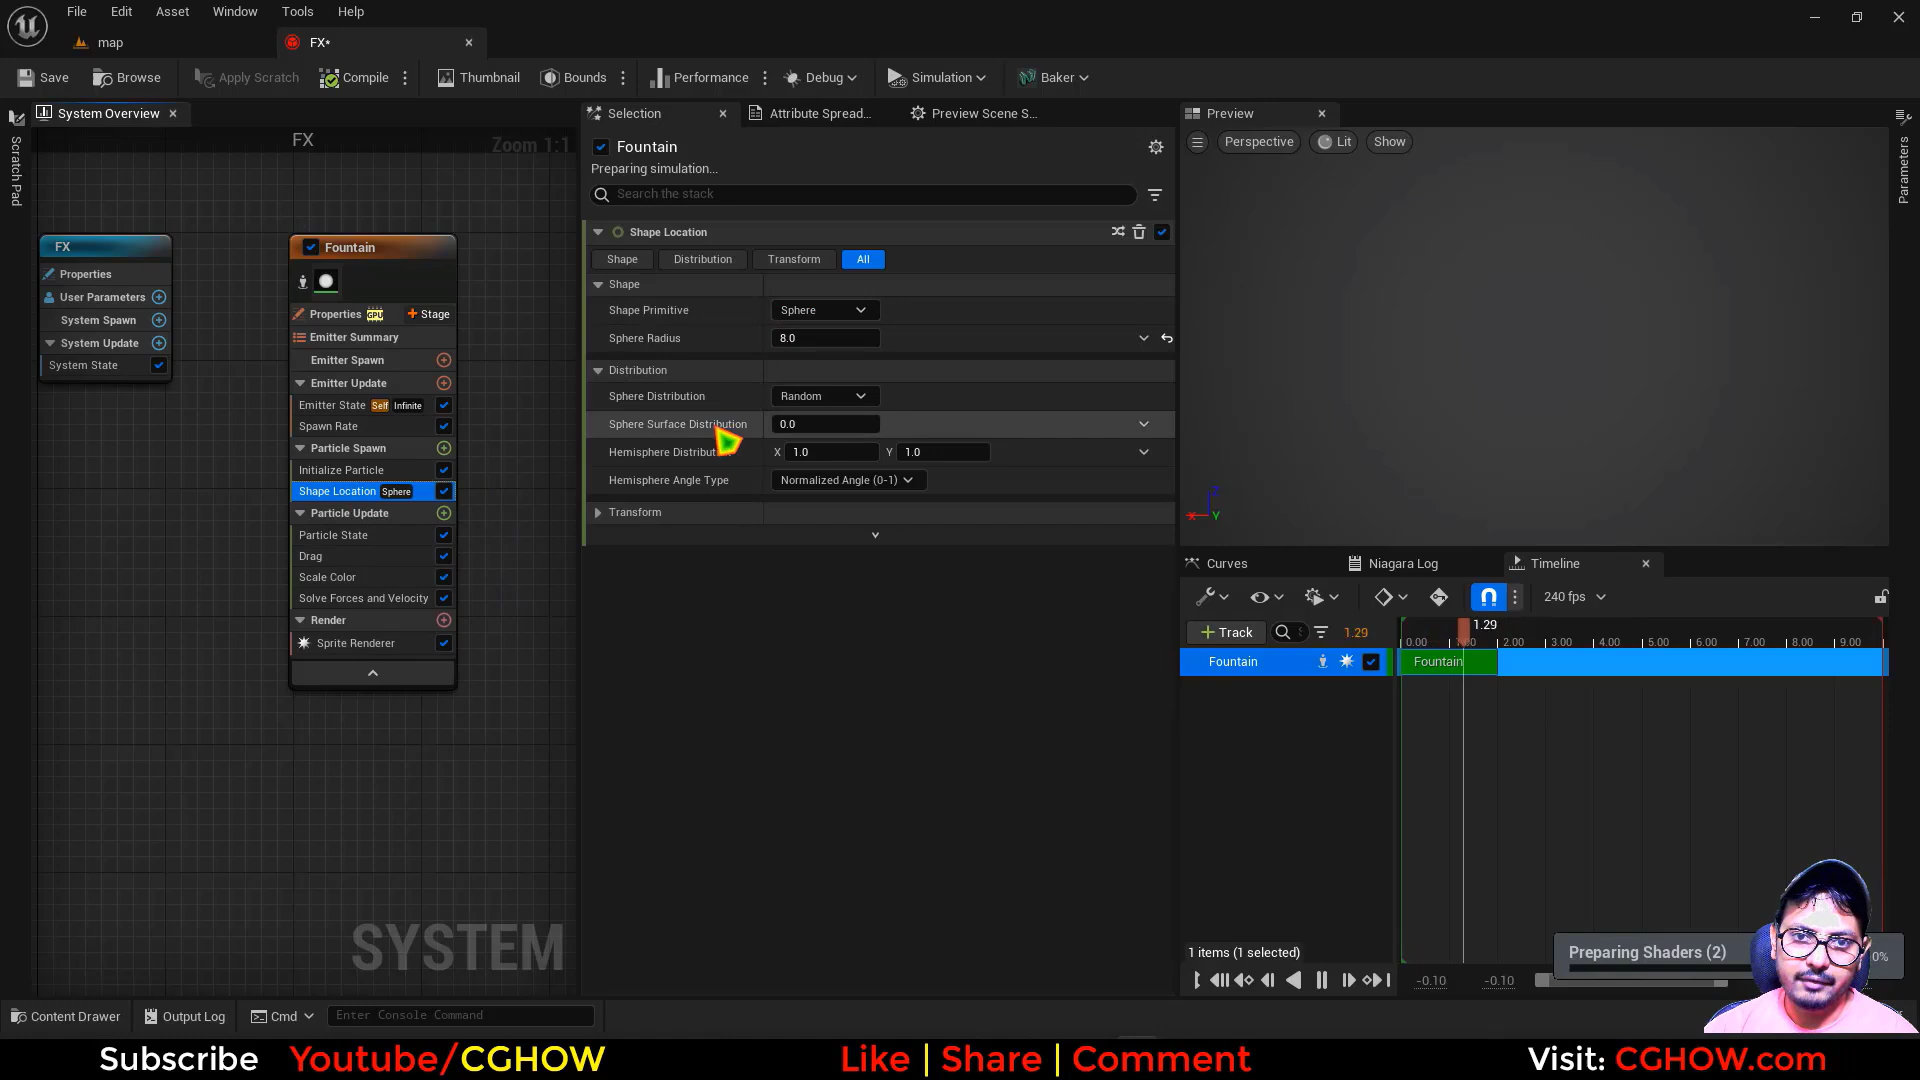 File Edit Asset Window Tools Help
map
FX*
Save Browse Apply Scratch Compile Thumbnail Bounds Performance Debug Simulation Baker
System Overview
Scratch Pad
FX
Zoom 1:1
FX
Properties
User Parameters
System Spawn
System Update
System State
Fountain
Properties GPU Stage
Emitter Summary
Emitter Spawn
Emitter Update
Emitter State Self Infinite
Spawn Rate
Particle Spawn
Initialize Particle
Shape Location Sphere
Particle Update
Particle State
Drag
Scale Color
Solve Forces and Velocity
Render
Sprite Renderer
SYSTEM
Selection Attribute Spread... Preview Scene S...
Fountain
Preparing simulation...
Search the stack
Shape Location
Shape Distribution Transform All
Shape
Shape Primitive Sphere
Sphere Radius 8.0
Distribution
Sphere Distribution Random
Sphere Surface Distribution 0.0
Hemisphere X 1.0 Y 1.0
Hemisphere Angle Type Normalized Angle (0-1)
Transform
Preview
Perspective Lit Show
Z
X Y
Parameters
Curves Niagara Log Timeline
240 fps
Track 1.29
1.29
0.00 2.00 3.00 4.00 5.00 6.00 7.00 8.00 9.00
Fountain Fountain
1 items (1 selected)
-0.10 -0.10
Preparing Shaders (2)
0%
Content Drawer Output Log Cmd Enter Console Command
Subscribe Youtube/CGHOW Like | Share | Comment Visit: CGHOW.com